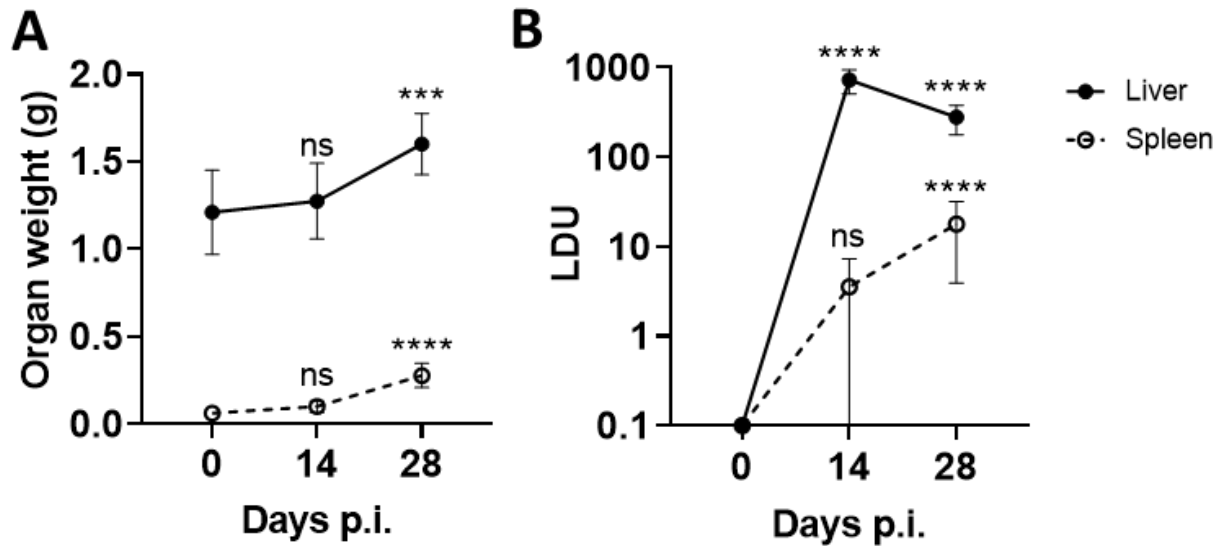 A
Organ weight (g)
2.0
1.5
1.0
0.5
0.0
ns
***
ns
****
0
14
28
Days p.i.
B
LDU
1000
100
10
1
0.1
****
****
ns
****
0
14
28
Days p.i.
Liver
Spleen